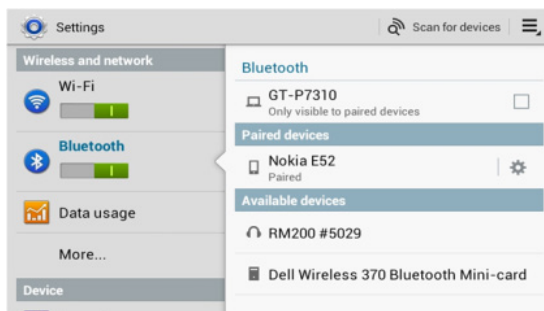 Settings
Scan for devices
Wireless and network
Wi-Fi
Bluetooth
Data usage
More...
Device
Bluetooth
GT-P7310
Only visible to paired devices
Paired devices
Nokia E52
Paired
Available devices
RM200 #5029
Dell Wireless 370 Bluetooth Mini-card